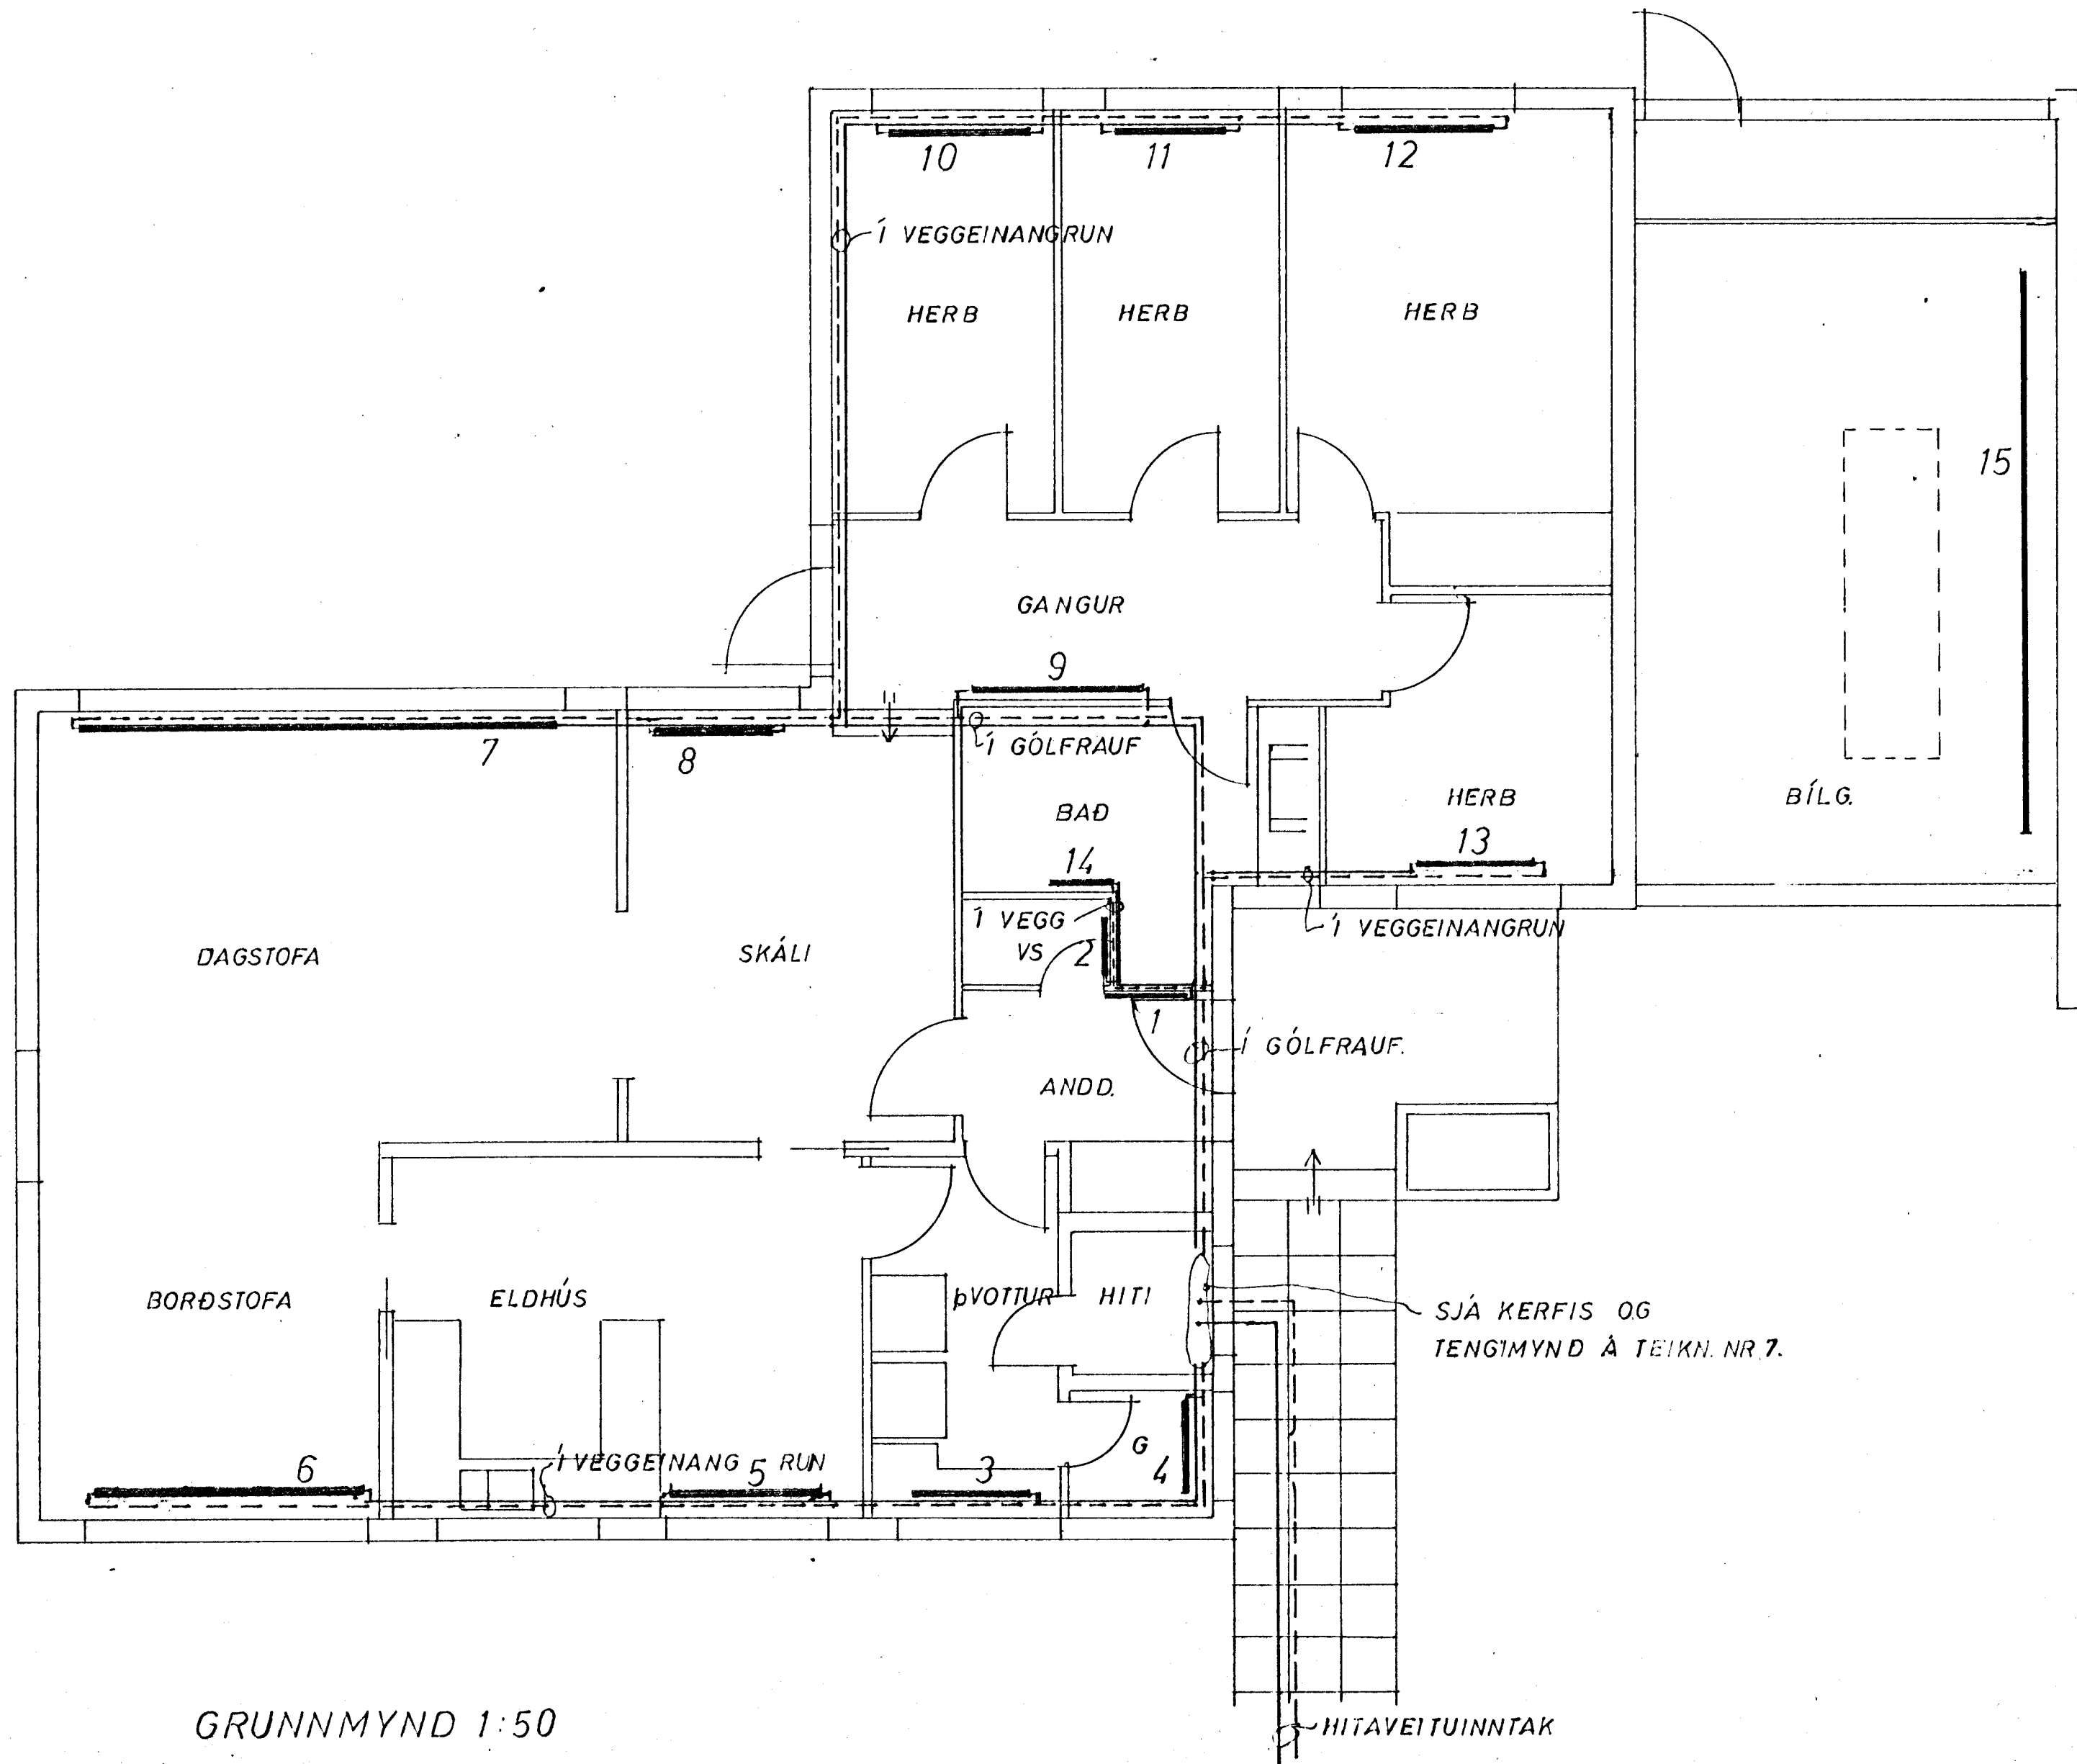 10
11
12
Í VEGGEINANGRUN
HERB
HERB
HERB
15
GANGUR
9
7
8
Í GÓLFRAUF
BAÐ
HERB
BÍLG.
13
14
Í VEGG
VS
2
Í VEGGEINANGRUN
DAGSTOFA
SKÁLI
1
Í GÓLFRAUF.
ANDD.
BORÐSTOFA
ELDHÚS
ÞVOTTUR
HITI
SJÁ KERFIS OG
TENGIMYND Á TEIKN. NR. 7.
G
4
6
Í VEGGEINANGRUN
5
3
GRUNNMYND 1:50
HITAVEITUINNTAK